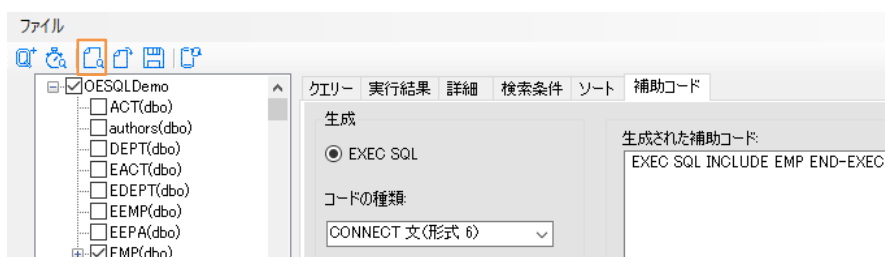 ファイル
OESQLDemo
ACT(dbo)
authors(dbo)
DEPT(dbo)
EACT(dbo)
EDEPT(dbo)
EEMP(dbo)
EEPA(dbo)
EMP(dbo)
クエリー 実行結果 詳細 検索条件 ソート 補助コード
生成
EXEC SQL
コードの種類:
CONNECT 文(形式 6)
生成された補助コード:
EXEC SQL INCLUDE EMP END-EXEC